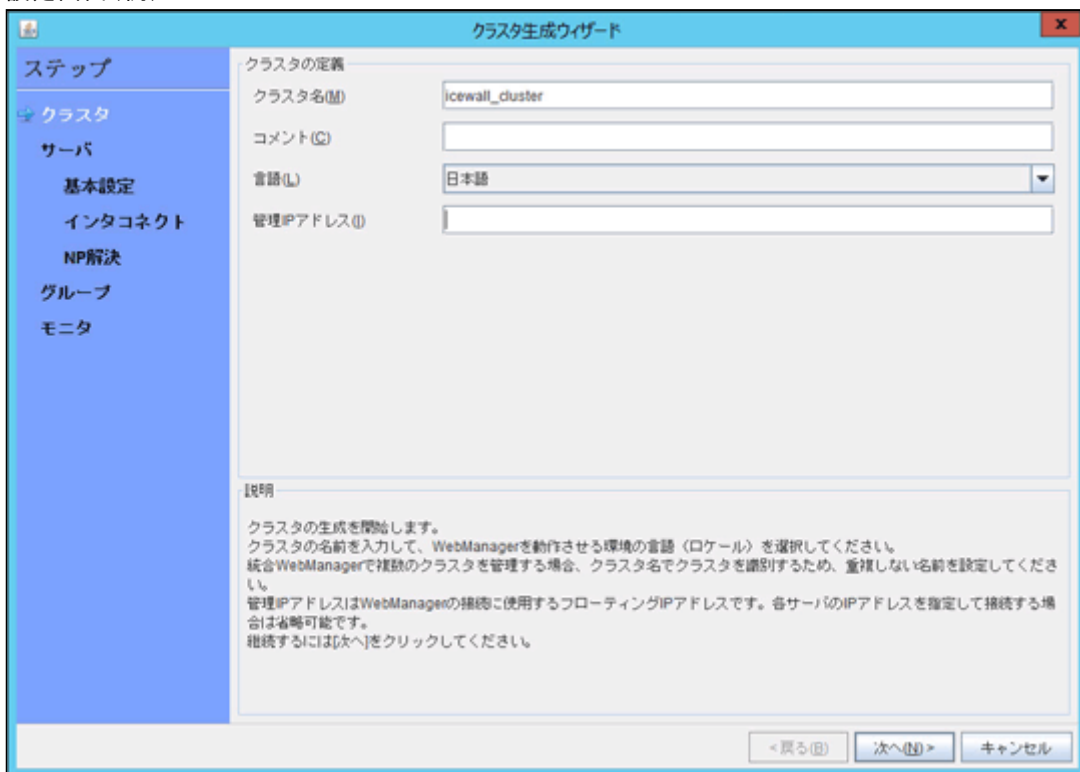 クラスタ生成ウィザード
x
ステップ
クラスタ
サーバ
基本設定
インタコネクト
NP解決
グループ
モニタ
クラスタの定義
クラスタ名(M) icewall_cluster
コメント(C)
言語(L) 日本語
管理IPアドレス(I)
説明
クラスタの生成を開始します。
クラスタの名前を入力して、WebManagerを動作させる環境の言語（ロケール）を選択してください。
統合WebManagerで複数のクラスタを管理する場合、クラスタ名でクラスタを識別するため、重複しない名前を設定してくださ
い。
管理IPアドレスはWebManagerの接続に使用するフローティングIPアドレスです。各サーバのIPアドレスを指定して接続する場
合は省略可能です。
継続するには[次へ]をクリックしてください。
<戻る(B) 次へ(N)> キャンセル